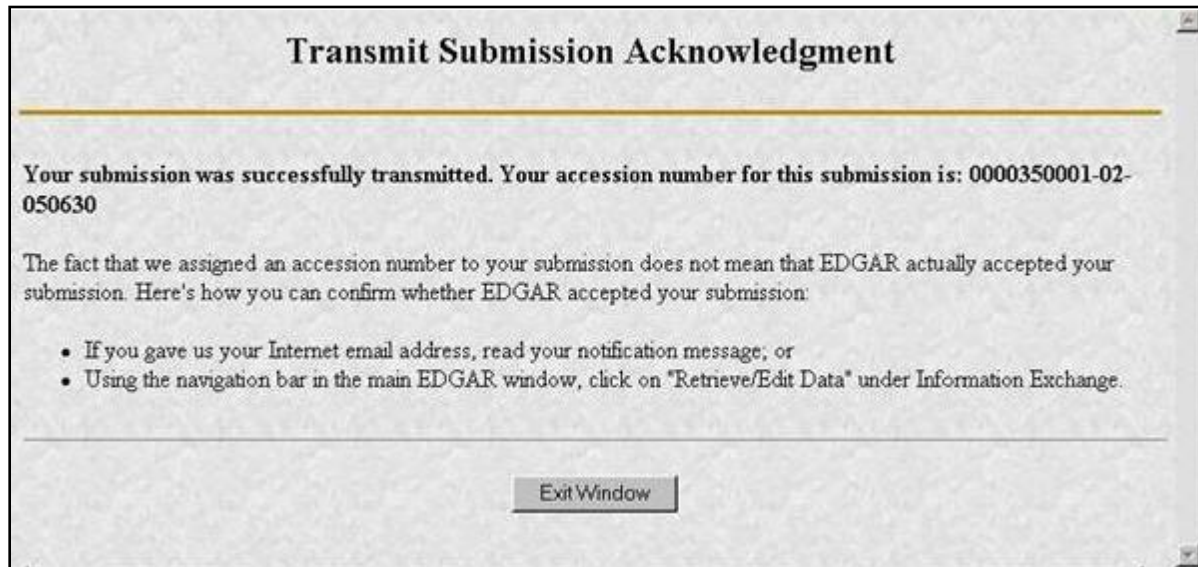 Transmit Submission Acknowledgment
Your submission was successfully transmitted. Your accession number for this submission is: 0000350001-02-
050630
The fact that we assigned an accession number to your submission does not mean that EDGAR actually accepted your
submission. Here's how you can confirm whether EDGAR accepted your submission:
• If you gave us your Internet email address, read your notification message; or
• Using the navigation bar in the main EDGAR window, click on "Retrieve/Edit Data" under Information Exchange.
Exit Window